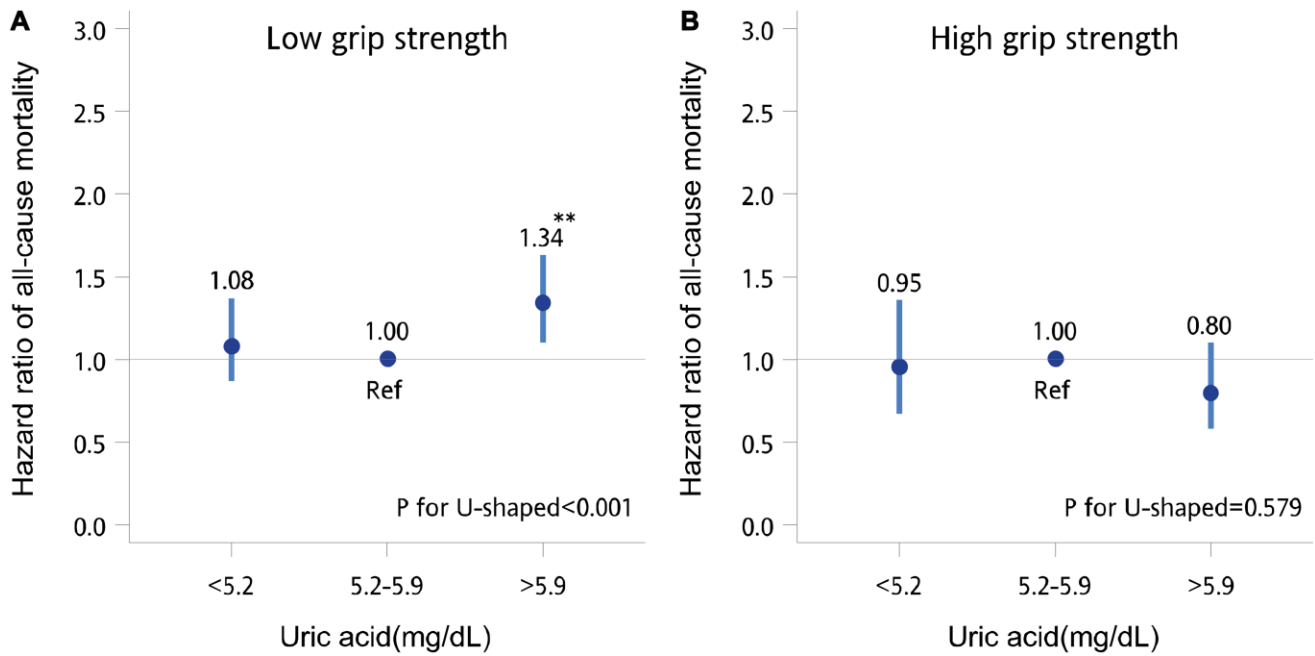 A
Low grip strength
Hazard ratio of all-cause mortality
3.0
2.5
2.0
1.5
1.0
0.5
0.0
1.08
1.00
Ref
1.34**
P for U-shaped<0.001
<5.2
5.2-5.9
>5.9
Uric acid(mg/dL)
B
High grip strength
Hazard ratio of all-cause mortality
3.0
2.5
2.0
1.5
1.0
0.5
0.0
0.95
1.00
Ref
0.80
P for U-shaped=0.579
<5.2
5.2-5.9
>5.9
Uric acid(mg/dL)